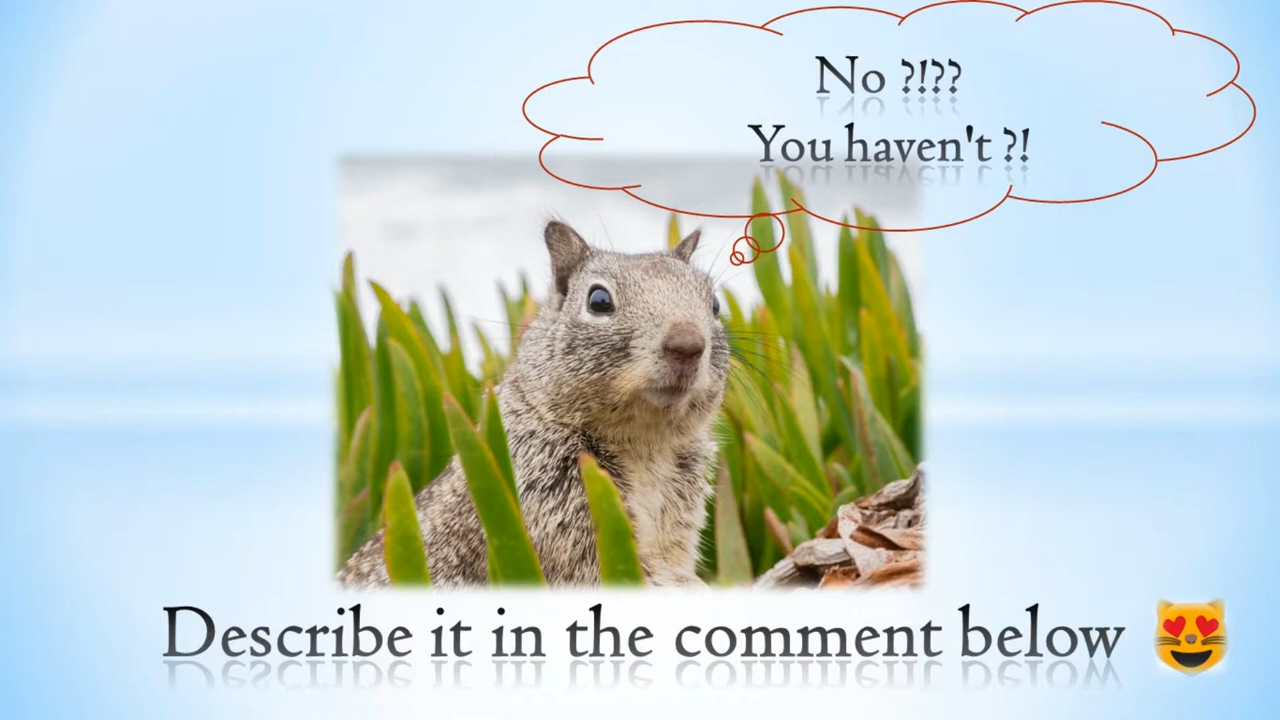 No ?!??
You haven't ?!
Describe it in the comment below 😻